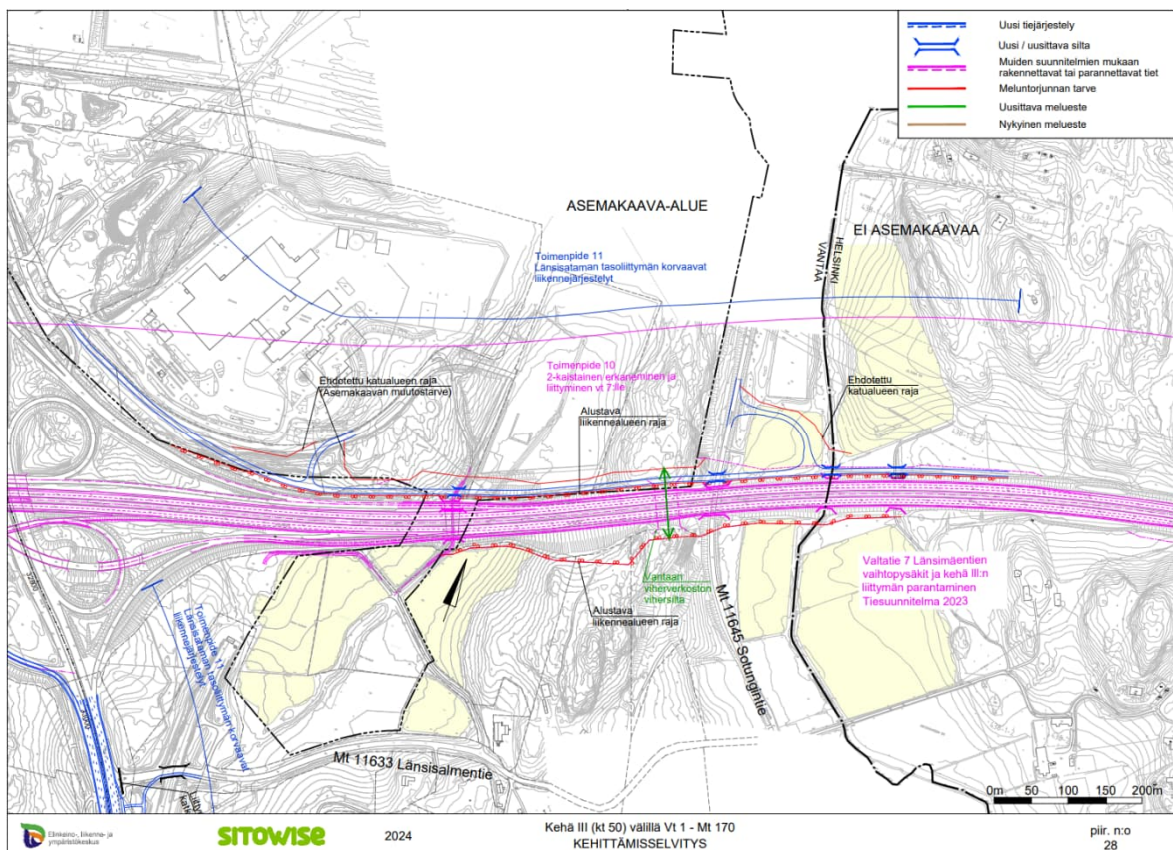 Uusi tiejärjestely
Uusi / uusittava silta
Muiden suunnitelmien mukaan
rakennettavat tai parannettavat tiet
Meluntorjunnan tarve
Uusittava melueste
Nykyinen melueste
ASEMAKAAVA-ALUE
EI ASEMAKAAVAA
HELSINKI
VANTAA
Toimenpide 11
Länsisataman tasoliittymän korvaavat
liikennejärjestelyt
Toimenpide 10
2-kaistainen erkaneminen ja
liittyminen vt 7:lle
Ehdotettu katualueen raja
(Asemakaavan muutostarve)
Ehdotettu
katualueen raja
Alustava
liikennealueen raja
Vantaan
viherverkoston
vihersilta
Alustava
liikennealueen raja
Valtatie 7 Länsimäentien
vaihtopysäkit ja kehä III:n
liittymän parantaminen
Tiesuunnitelma 2023
Toimenpide 11
Länsisataman tasoliittymän korvaavat
liikennejärjestelyt
Mt 11645 Sotungintie
Mt 11633 Länsisalmentie
0m 50 100 150 200m
Elinkeino-, liikenne- ja
ympäristökeskus
SITOWISE
2024
Kehä III (kt 50) välillä Vt 1 - Mt 170
KEHITTÄMISSELVITYS
piir. n:o
28